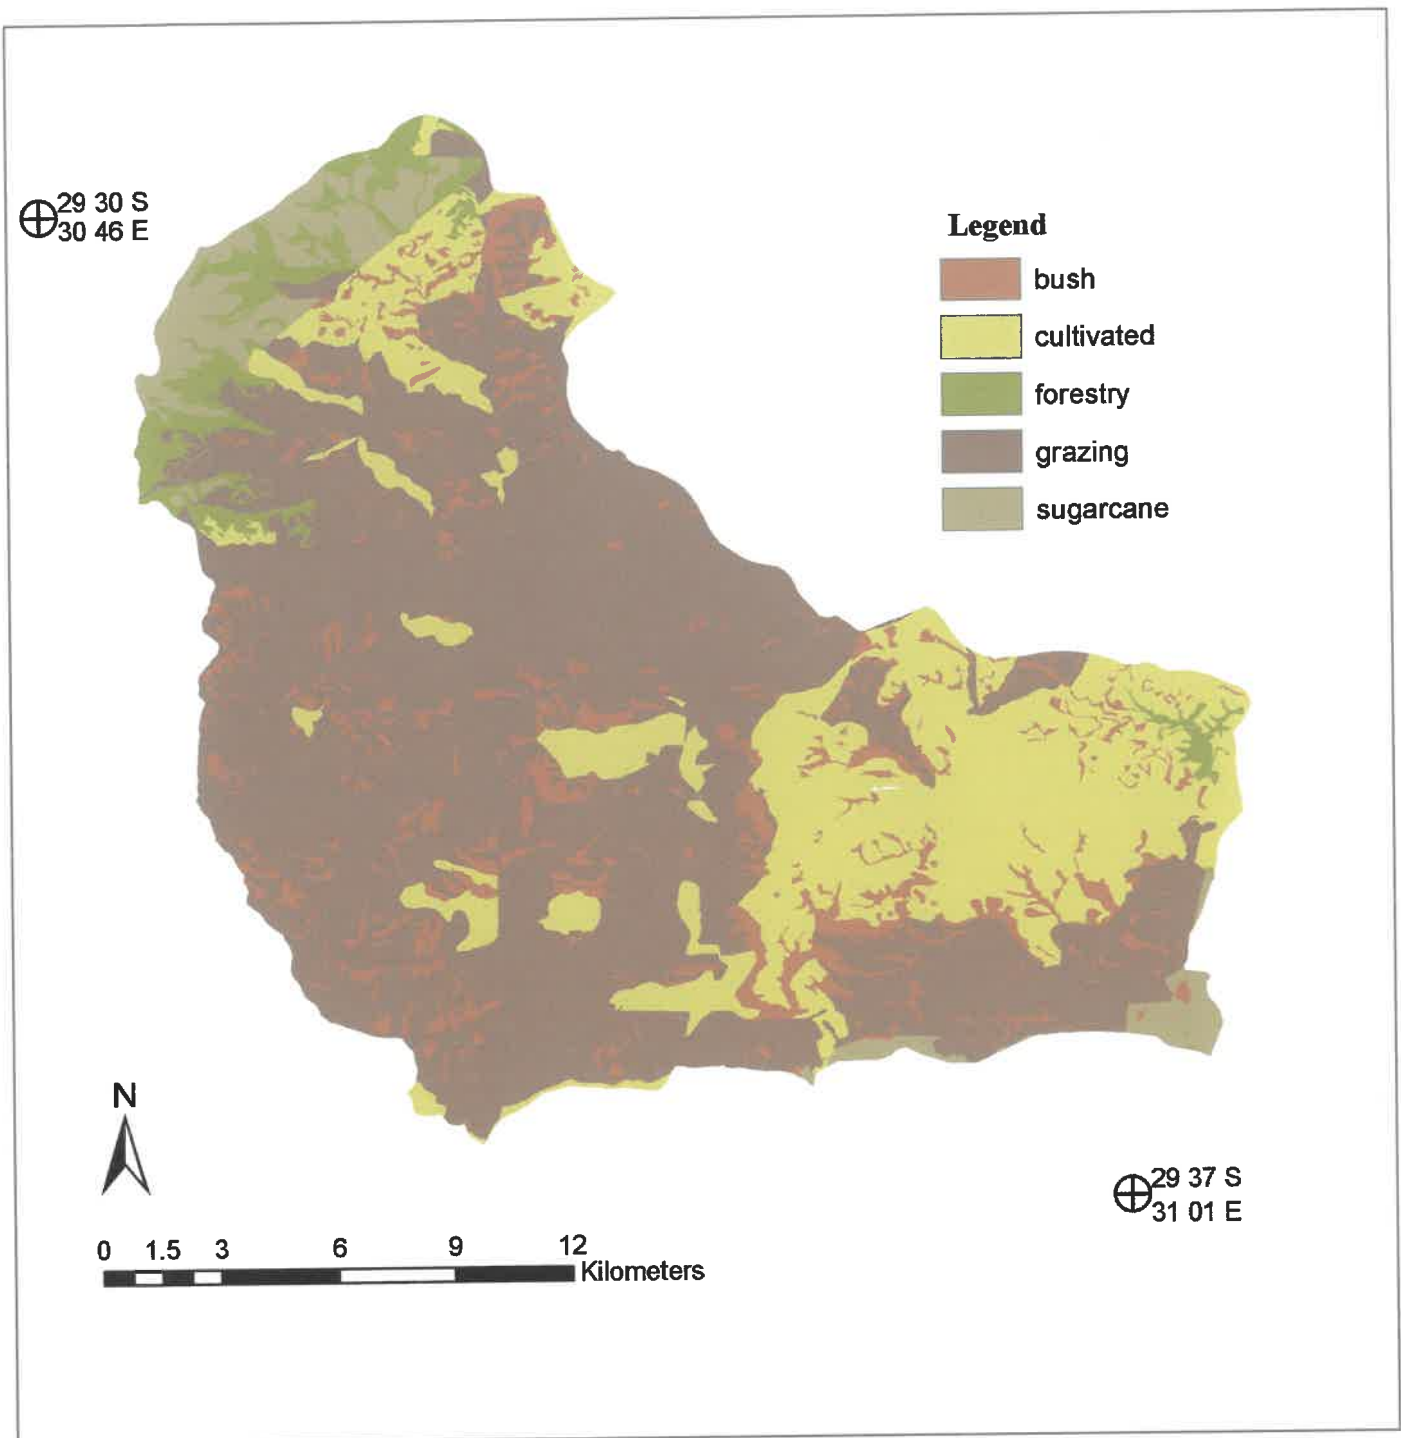 29 30 S
30 46 E
Legend
bush
cultivated
forestry
grazing
sugarcane
N
29 37 S
31 01 E
0 1.5 3 6 9 12
Kilometers